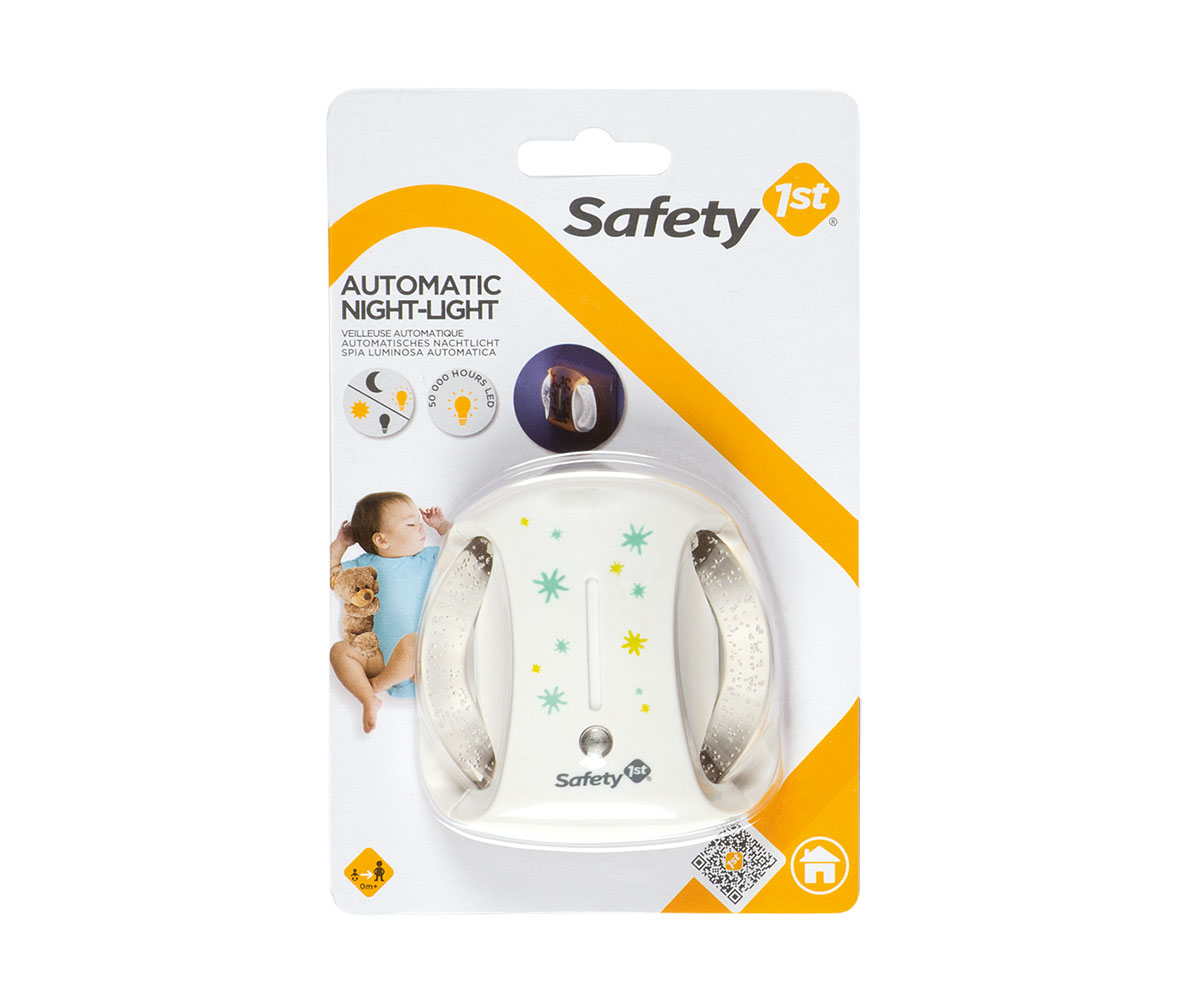 Safety 1st®
AUTOMATIC
NIGHT-LIGHT
VEILLEUSE AUTOMATIQUE
AUTOMATISCHES NACHTLICHT
SPIA LUMINOSA AUTOMATICA
50 000 HOURS LED
Safety 1st®
0m+
1st